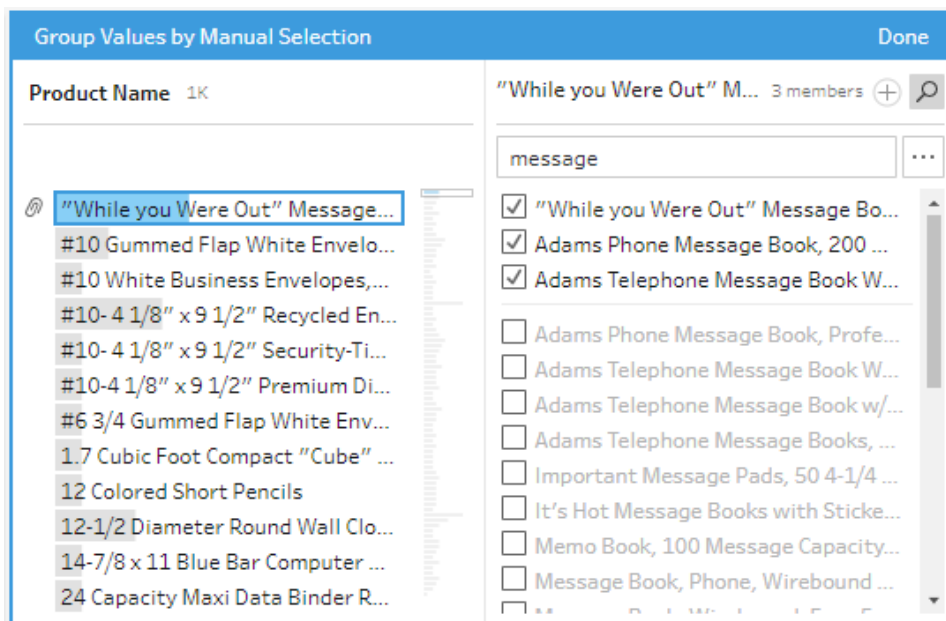 Group Values by Manual Selection Done
Product Name 1K
"While you Were Out" M... 3 members
message
"While you Were Out" Message...
#10 Gummed Flap White Envelo...
#10 White Business Envelopes,...
#10- 4 1/8" x 9 1/2" Recycled En...
#10- 4 1/8" x 9 1/2" Security-Ti...
#10-4 1/8" x 9 1/2" Premium Di...
#6 3/4 Gummed Flap White Env...
1.7 Cubic Foot Compact "Cube" ...
12 Colored Short Pencils
12-1/2 Diameter Round Wall Clo...
14-7/8 x 11 Blue Bar Computer ...
24 Capacity Maxi Data Binder R...
"While you Were Out" Message Bo...
Adams Phone Message Book, 200 ...
Adams Telephone Message Book W...
Adams Phone Message Book, Profe...
Adams Telephone Message Book W...
Adams Telephone Message Book w/...
Adams Telephone Message Books, ...
Important Message Pads, 50 4-1/4 ...
It's Hot Message Books with Sticke...
Memo Book, 100 Message Capacity...
Message Book, Phone, Wirebound ...